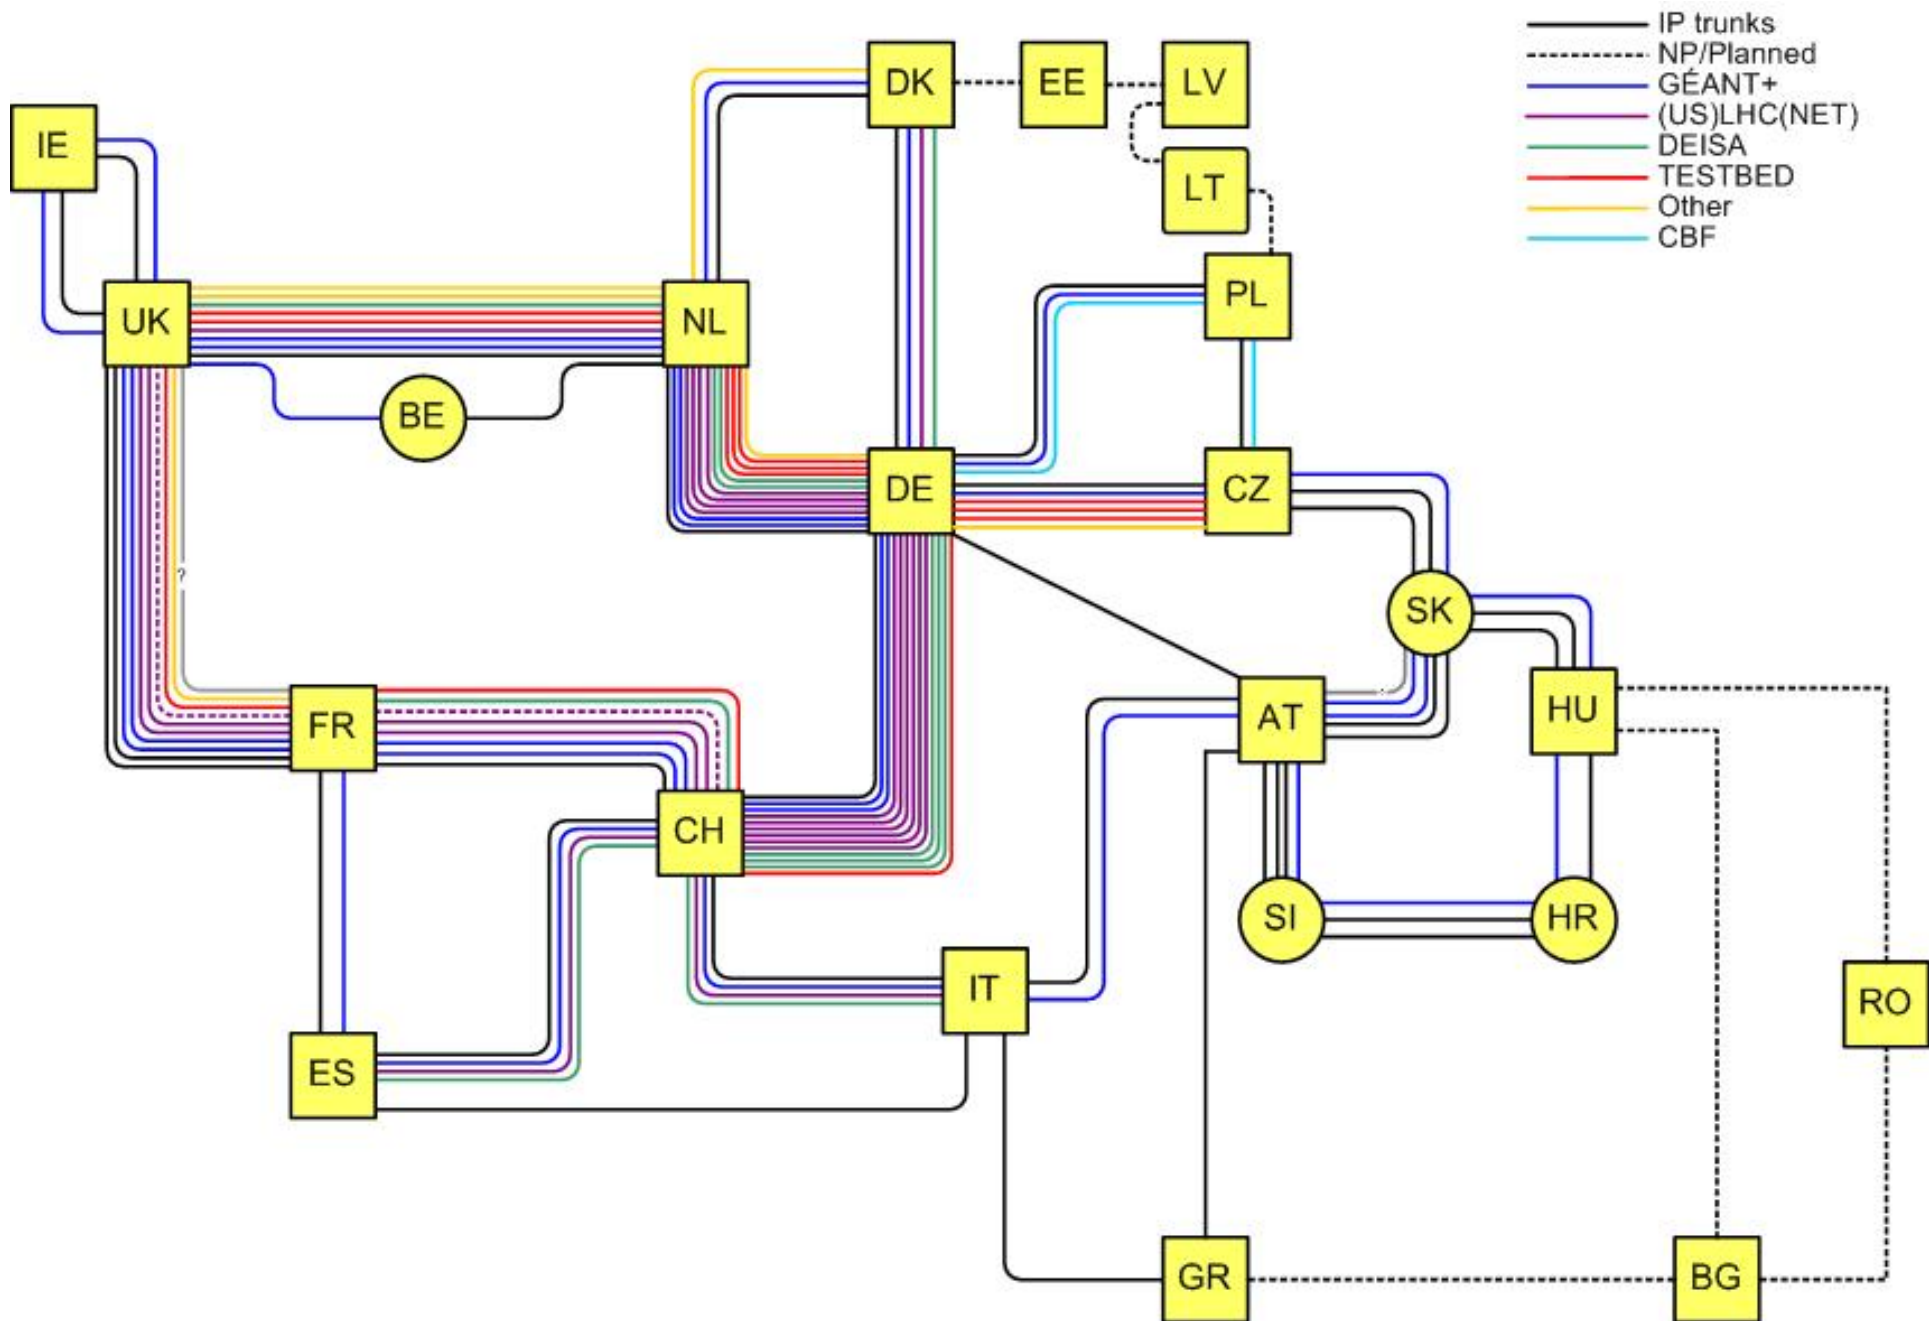 IP trunks
NP/Planned
GÉANT+
(US)LHC(NET)
DEISA
TESTBED
Other
CBF
DK
EE
LV
IE
LT
PL
UK
NL
BE
DE
CZ
?
SK
FR
AT
HU
CH
SI
HR
IT
RO
ES
GR
BG